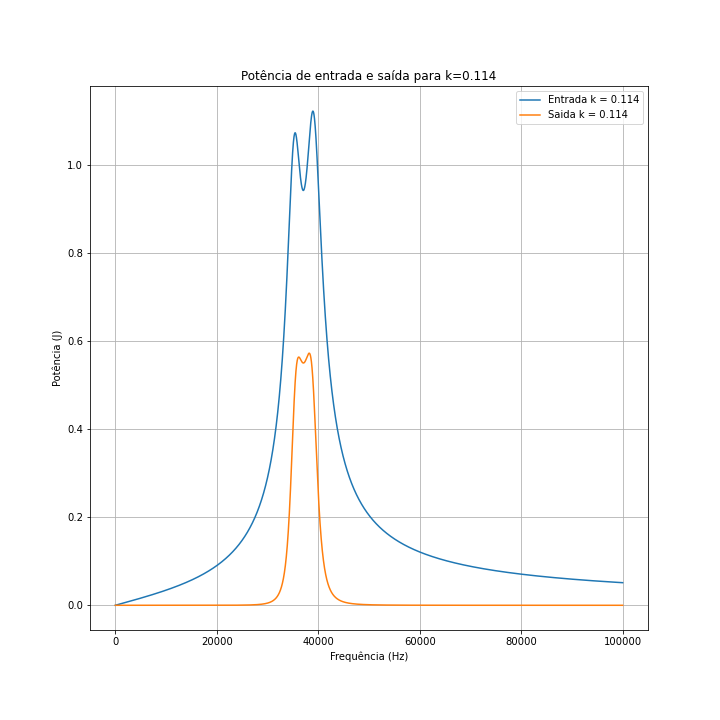 Potência de entrada e saída para k=0.114
Entrada k = 0.114
Saida k = 0.114
Potência (J)
1.0
0.8
0.6
0.4
0.2
0.0
0 20000 40000 60000 80000 100000
Frequência (Hz)